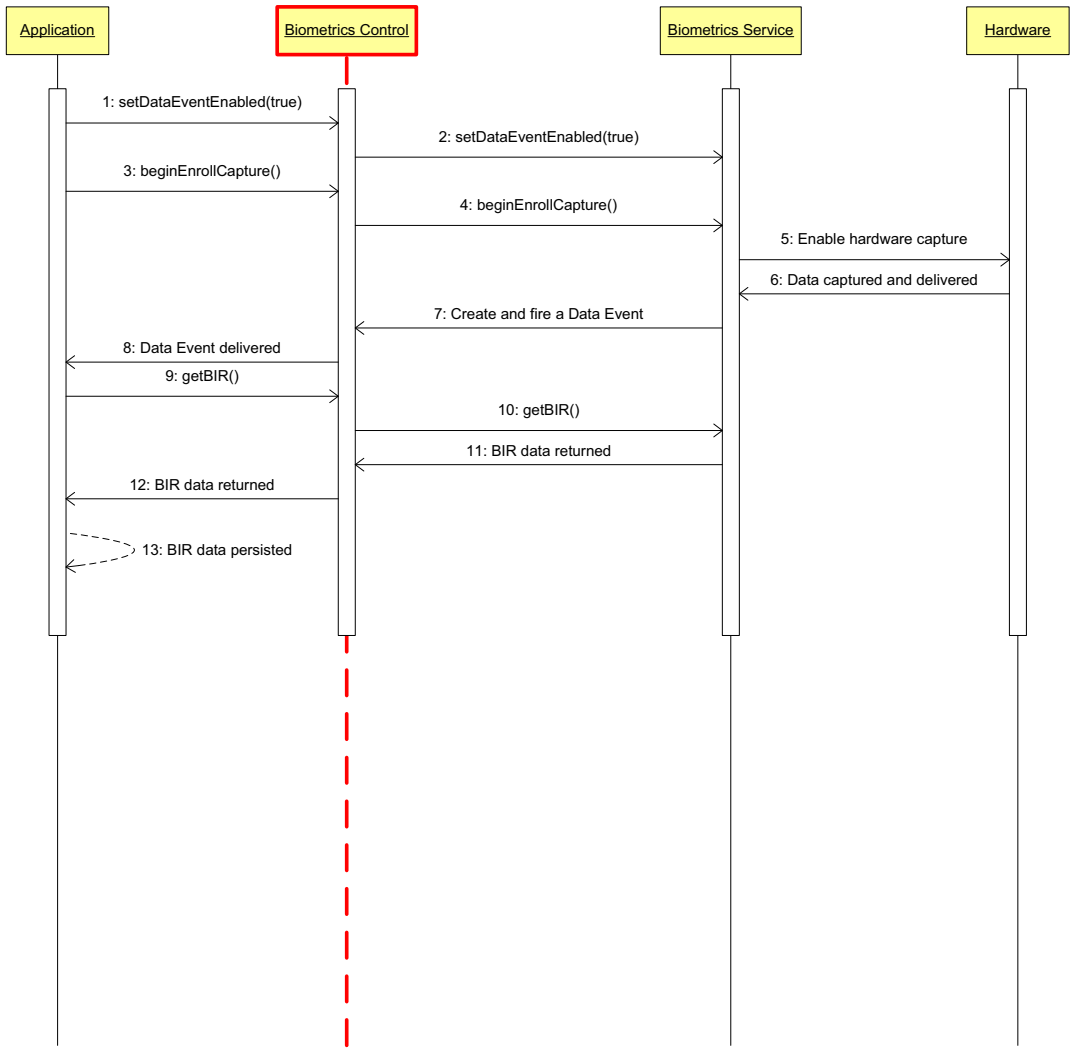 Application
Biometrics Control
Biometrics Service
Hardware
1: setDataEventEnabled(true)
2: setDataEventEnabled(true)
3: beginEnrollCapture()
4: beginEnrollCapture()
5: Enable hardware capture
6: Data captured and delivered
7: Create and fire a Data Event
8: Data Event delivered
9: getBIR()
10: getBIR()
11: BIR data returned
12: BIR data returned
13: BIR data persisted